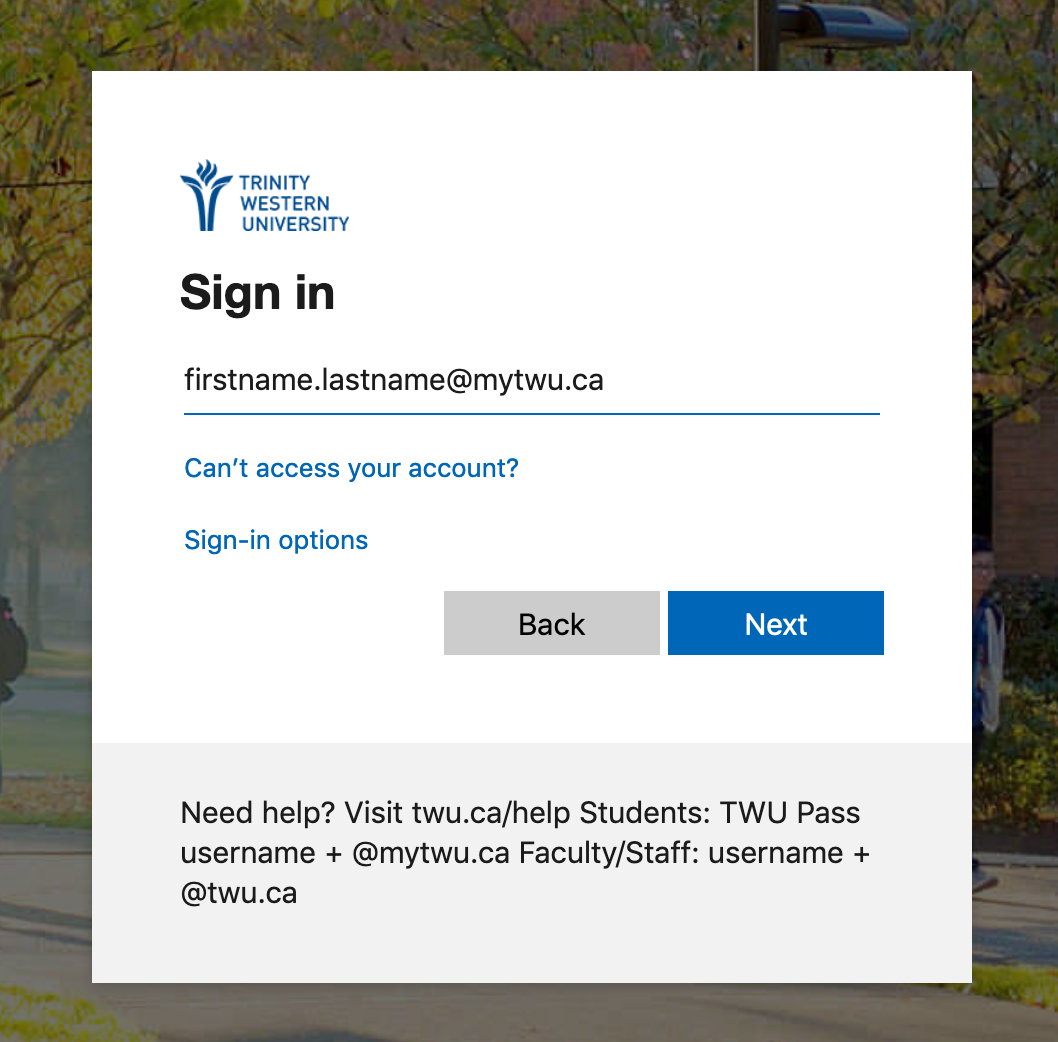 TRINITY
WESTERN
UNIVERSITY
Sign in
firstname.lastname@mytwu.ca
Can’t access your account?
Sign-in options
Back
Next
Need help? Visit twu.ca/help Students: TWU Pass
username + @mytwu.ca Faculty/Staff: username +
@twu.ca